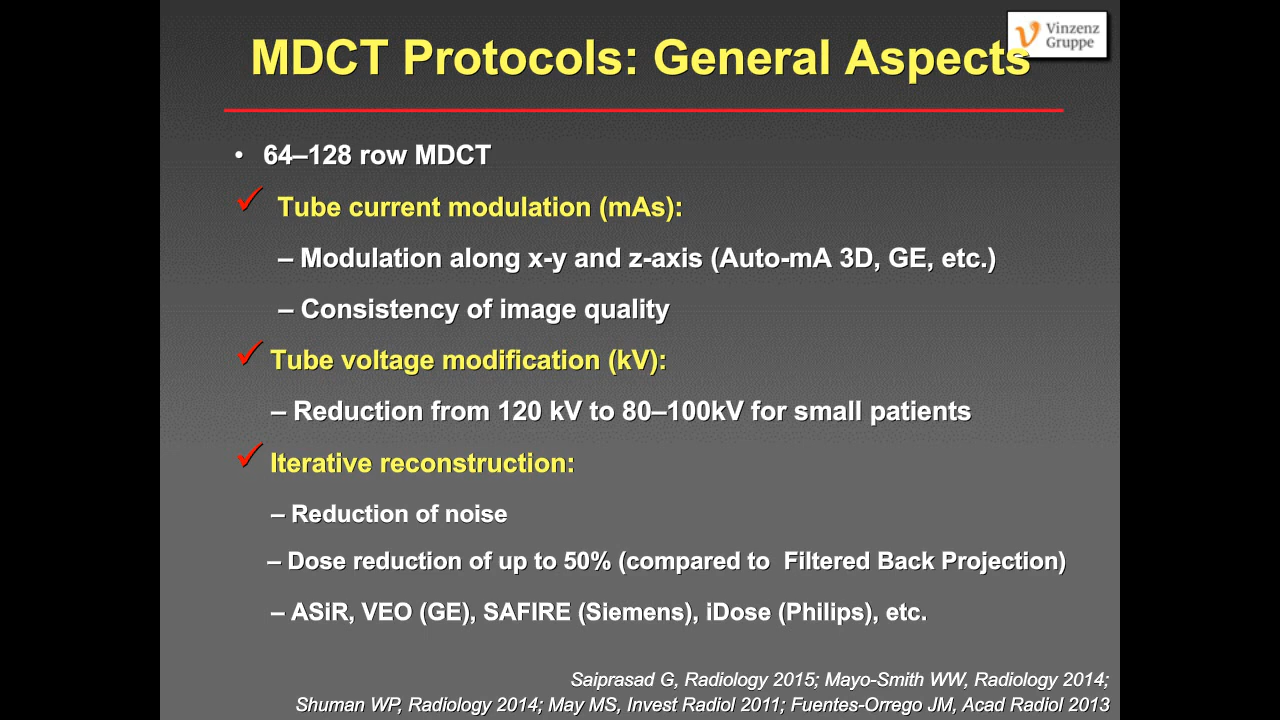 Vinzenz
Gruppe
MDCT Protocols: General Aspects
• 64–128 row MDCT
✓ Tube current modulation (mAs):
– Modulation along x-y and z-axis (Auto-mA 3D, GE, etc.)
– Consistency of image quality
✓ Tube voltage modification (kV):
– Reduction from 120 kV to 80–100kV for small patients
✓ Iterative reconstruction:
– Reduction of noise
– Dose reduction of up to 50% (compared to  Filtered Back Projection)
– ASiR, VEO (GE), SAFIRE (Siemens), iDose (Philips), etc.
Saiprasad G, Radiology 2015; Mayo-Smith WW, Radiology 2014;
Shuman WP, Radiology 2014; May MS, Invest Radiol 2011; Fuentes-Orrego JM, Acad Radiol 2013